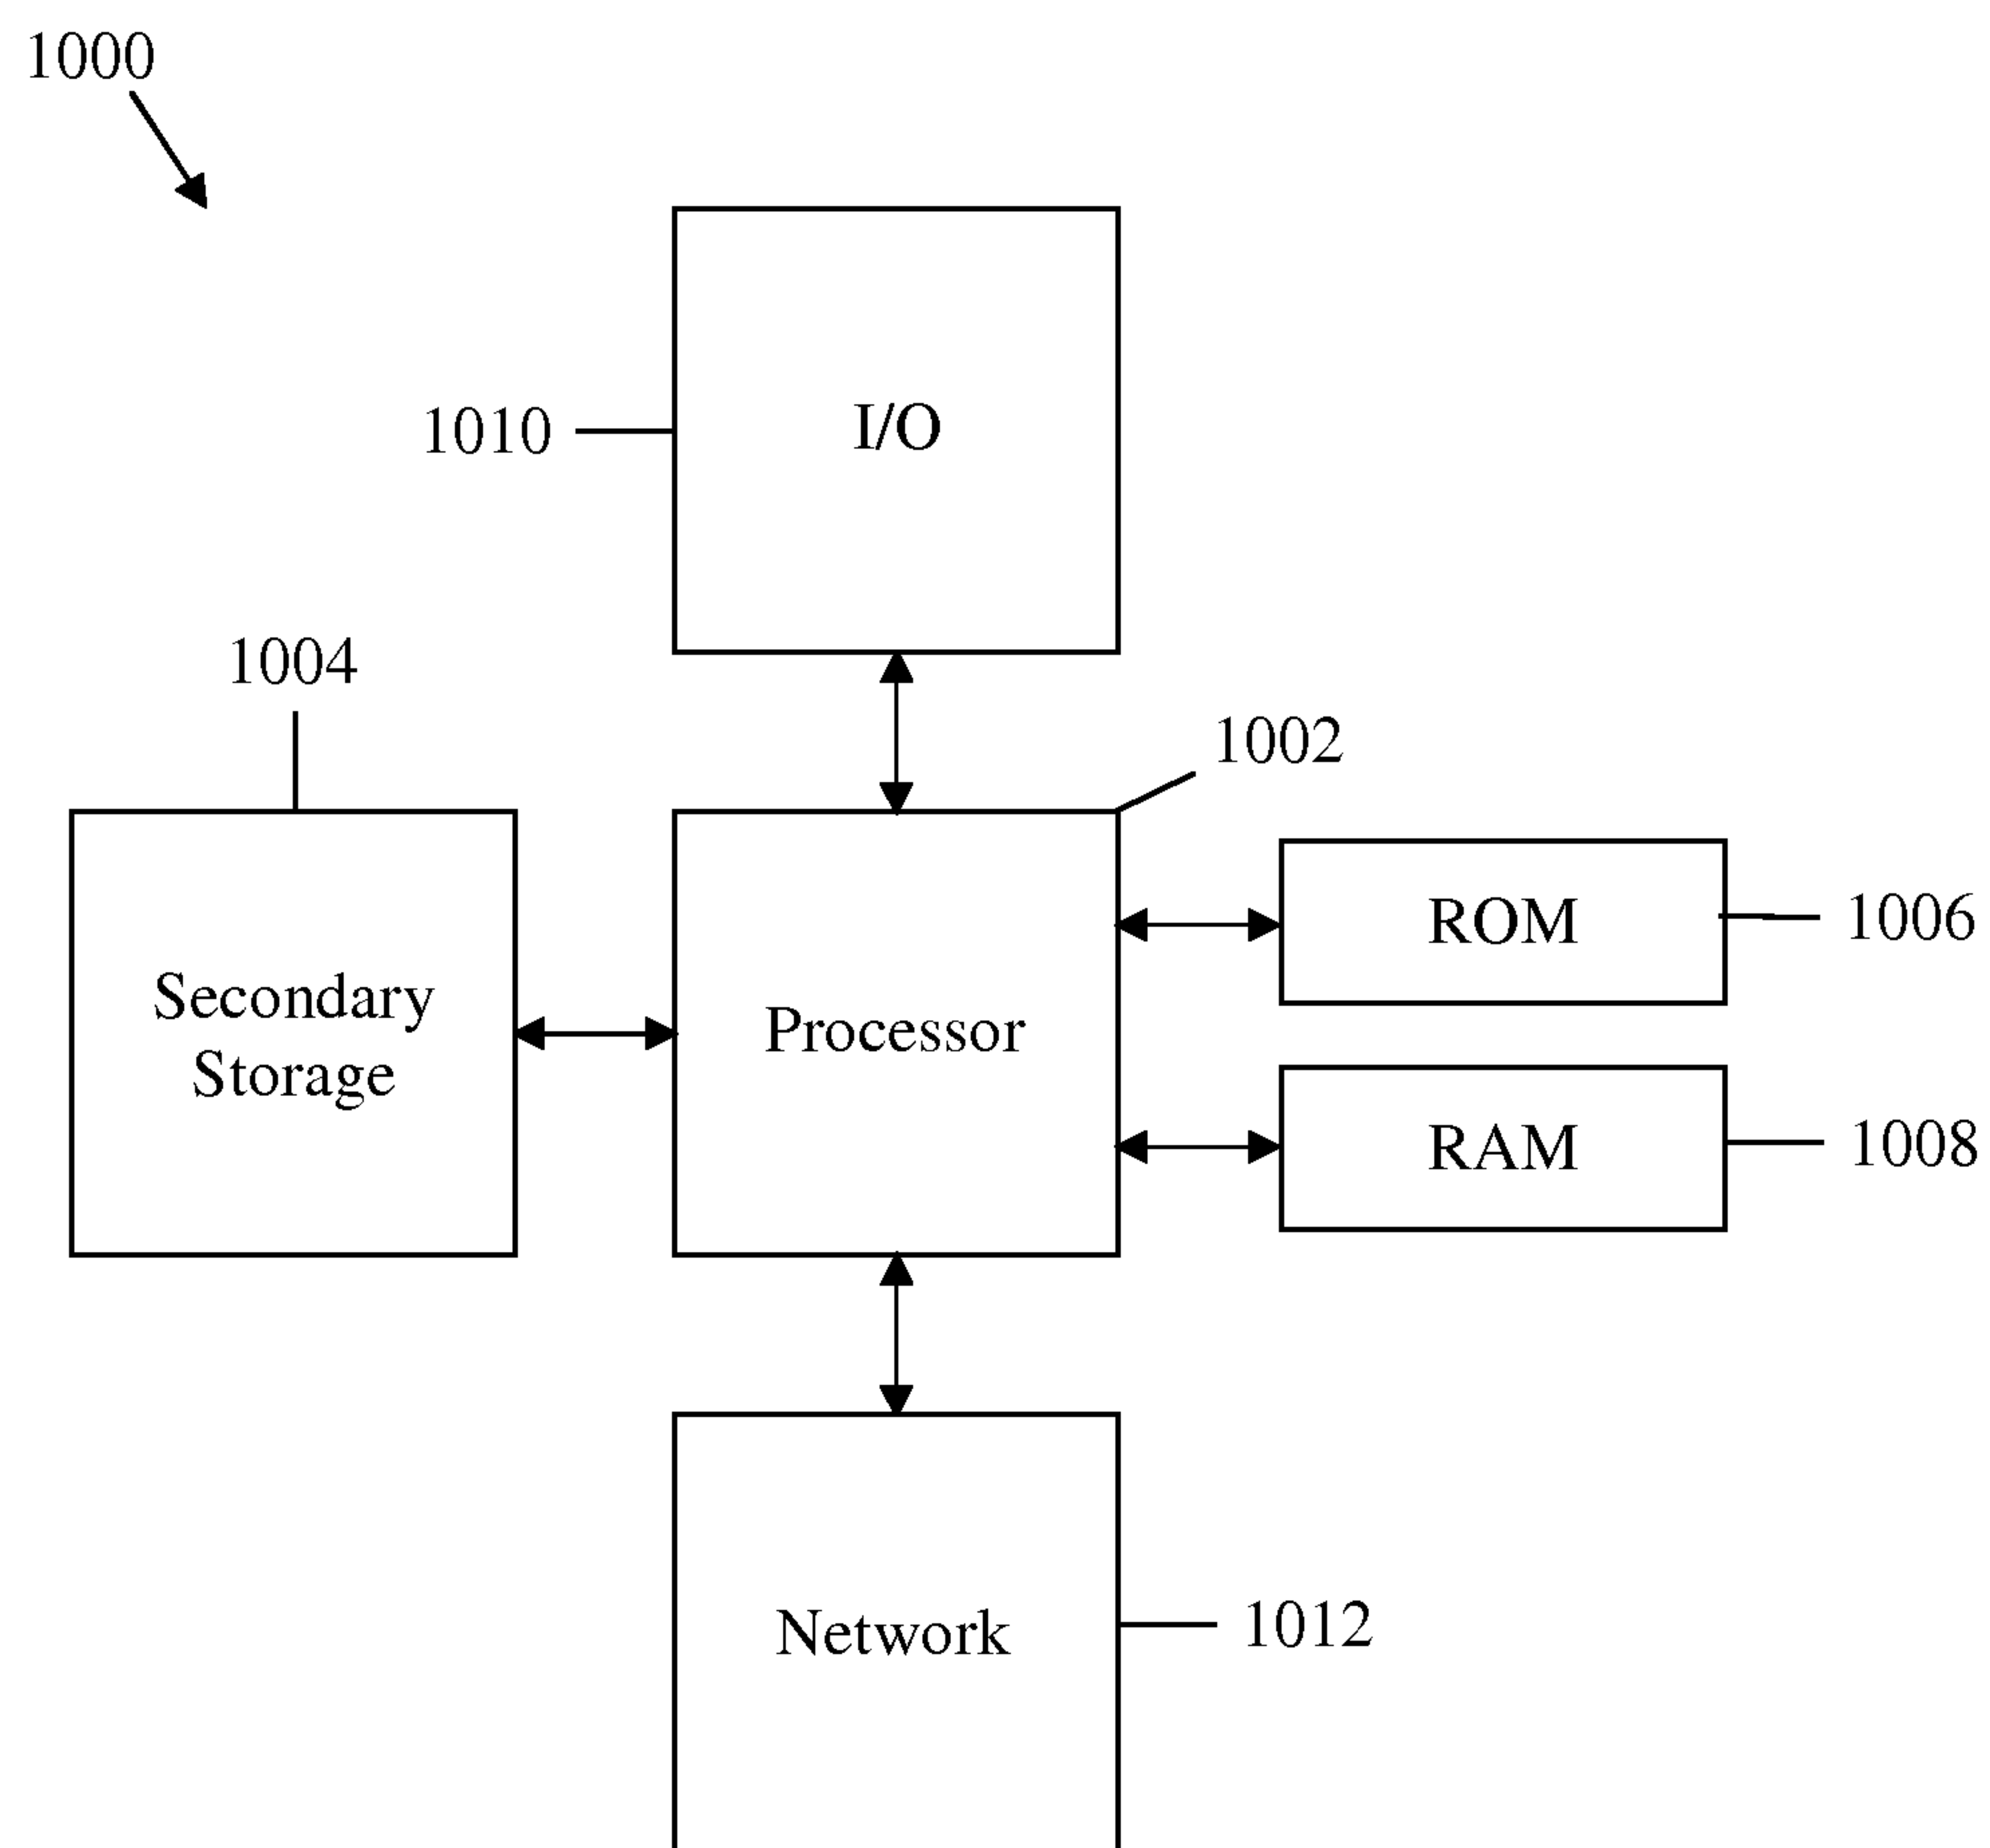 1000
1010
I/O
1004
1002
Secondary
Storage
Processor
ROM
1006
RAM
1008
Network
1012